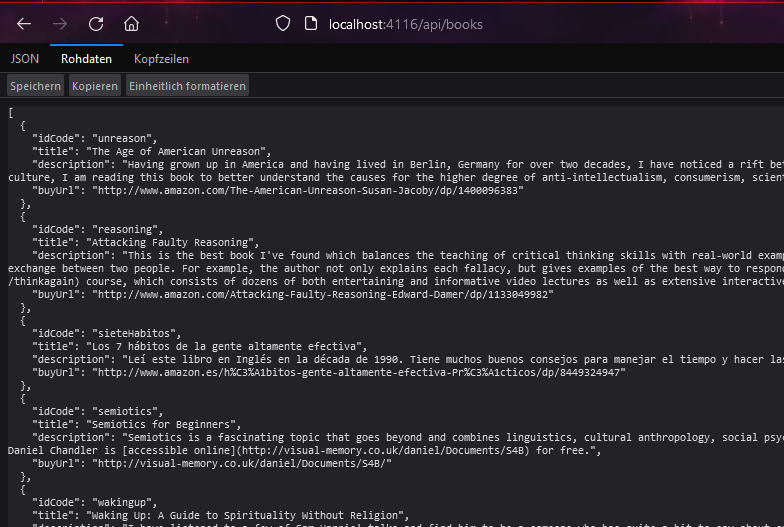 localhost:4116/api/books
JSON Rohdaten Kopfzeilen
Speichern Kopieren Einheitlich formatieren
[
{
"idCode": "unreason",
"title": "The Age of American Unreason",
"description": "Having grown up in America and having lived in Berlin, Germany for over two decades, I have noticed a rift
culture, I am reading this book to better understand the causes for the higher degree of anti-intellectualism, consumerism,
"buyUrl": "http://www.amazon.com/The-American-Unreason-Susan-Jacoby/dp/1400096383"
},
{
"idCode": "reasoning",
"title": "Attacking Faulty Reasoning",
"description": "This is the best book I've found which balances the teaching of critical thinking skills with real-world
exchange between two people. For example, the author not only explains each fallacy, but gives examples of the best way to
/thinkagain) course, which consists of dozens of both entertaining and informative video lectures as well as extensive
"buyUrl": "http://www.amazon.com/Attacking-Faulty-Reasoning-Edward-Damer/dp/1133049982"
},
{
"idCode": "sieteHabitos",
"title": "Los 7 hábitos de la gente altamente efectiva",
"description": "Leí este libro en Inglés en la década de 1990. Tiene muchos buenos consejos para manejar el tiempo y hacer
"buyUrl": "http://www.amazon.es/h%C3%A1bitos-gente-altamente-efectiva-Pr%C3%A1cticos/dp/8449324947"
},
{
"idCode": "semiotics",
"title": "Semiotics for Beginners",
"description": "Semiotics is a fascinating topic that goes beyond and combines linguistics, cultural anthropology, social
Daniel Chandler is [accessible online](http://visual-memory.co.uk/daniel/Documents/S4B) for free.",
"buyUrl": "http://visual-memory.co.uk/daniel/Documents/S4B/"
},
{
"idCode": "wakingup",
"title": "Waking Up: A Guide to Spirituality Without Religion",